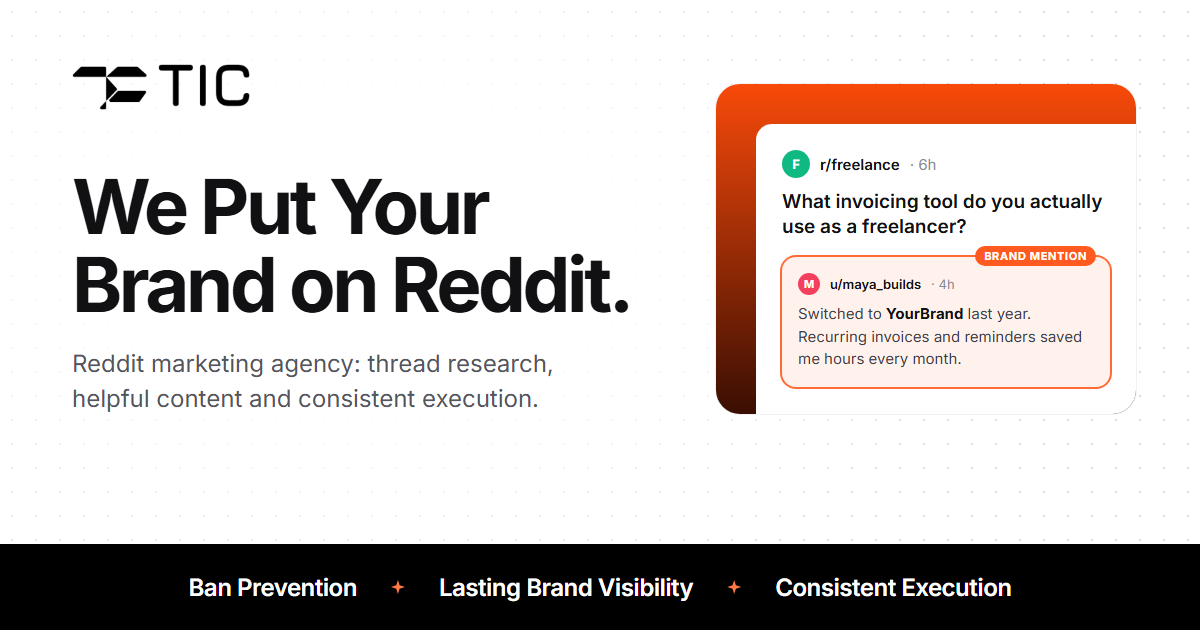 TIC
We Put Your
Brand on Reddit.
Reddit marketing agency: thread research,
helpful content and consistent execution.
F r/freelance · 6h
What invoicing tool do you actually
use as a freelancer?
BRAND MENTION
M u/maya_builds · 4h
Switched to YourBrand last year.
Recurring invoices and reminders saved
me hours every month.
Ban Prevention ✦ Lasting Brand Visibility ✦ Consistent Execution